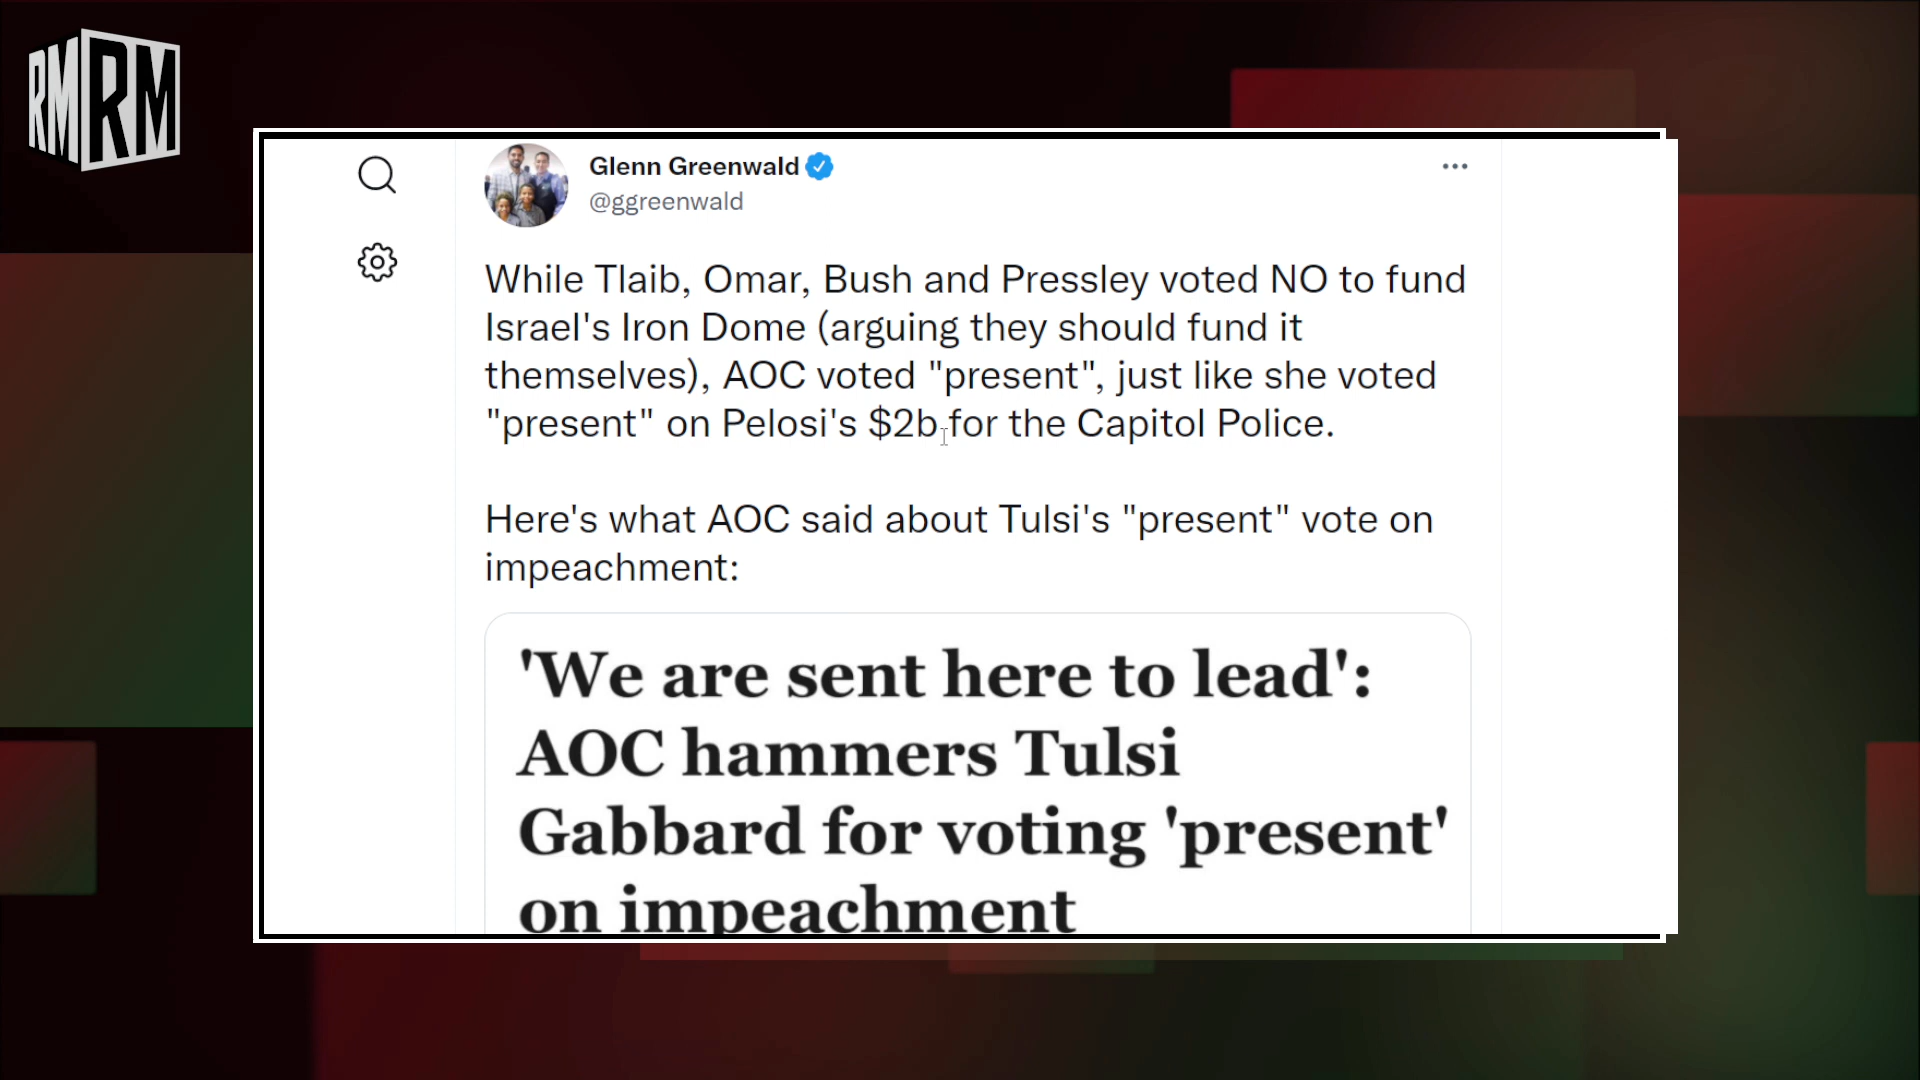 RMRM
Glenn Greenwald
@ggreenwald
While Tlaib, Omar, Bush and Pressley voted NO to fund
Israel's Iron Dome (arguing they should fund it
themselves), AOC voted "present", just like she voted
"present" on Pelosi's $2b for the Capitol Police.
Here's what AOC said about Tulsi's "present" vote on
impeachment:
'We are sent here to lead':
AOC hammers Tulsi
Gabbard for voting 'present'
on impeachment